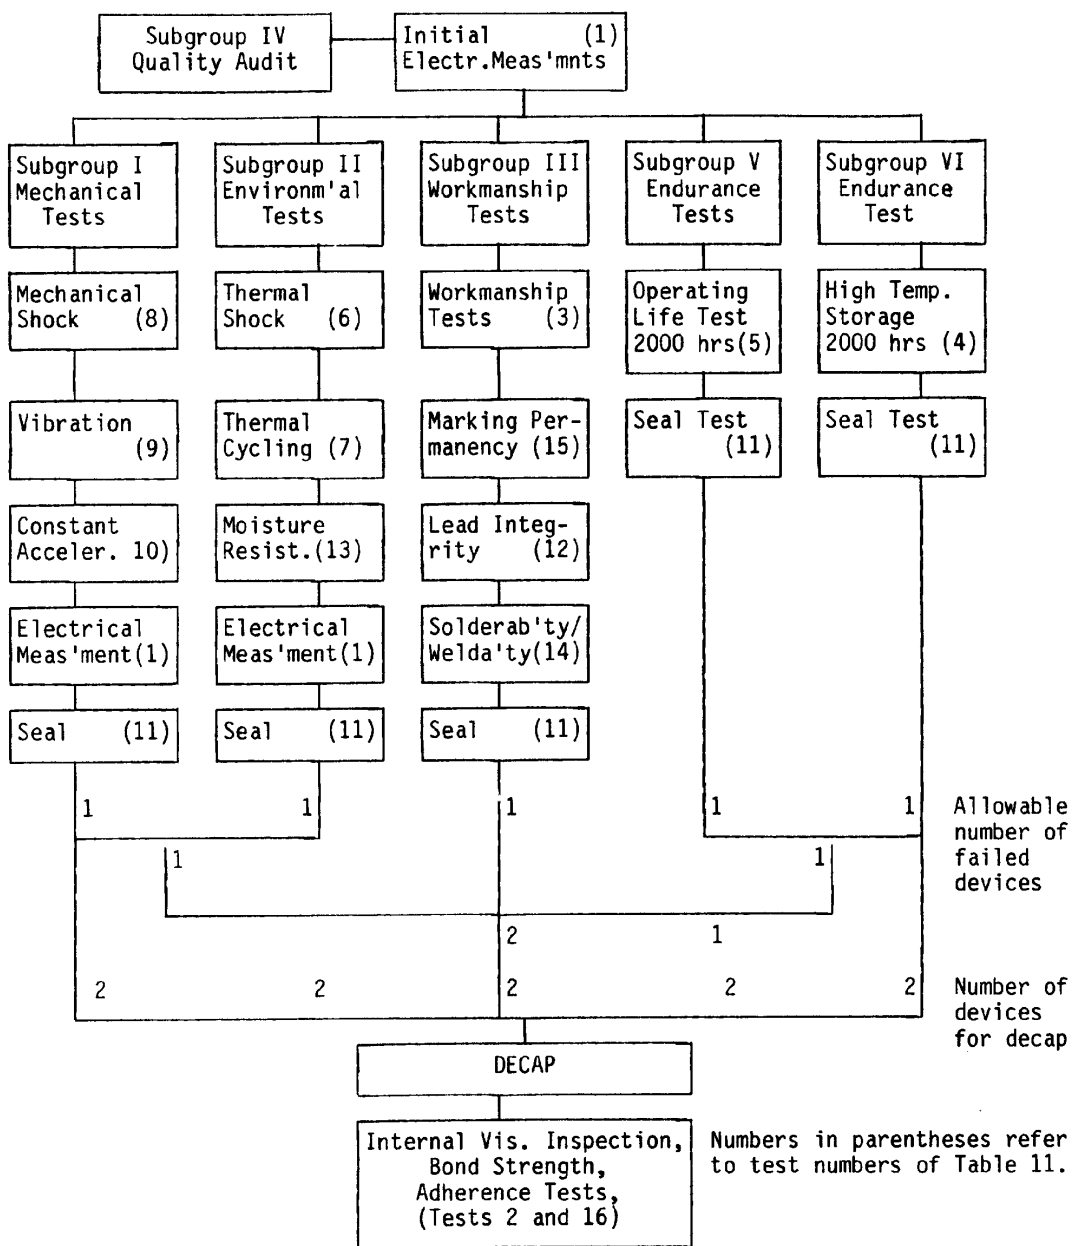 Subgroup IV
Quality Audit
Initial (1)
Electr.Meas'mnts
Subgroup I
Mechanical
Tests
Subgroup II
Environm'al
Tests
Subgroup III
Workmanship
Tests
Subgroup V
Endurance
Tests
Subgroup VI
Endurance
Test
Mechanical
Shock (8)
Thermal
Shock (6)
Workmanship
Tests (3)
Operating
Life Test
2000 hrs(5)
High Temp.
Storage
2000 hrs (4)
Vibration
(9)
Thermal
Cycling (7)
Marking Per-
manency (15)
Seal Test
(11)
Seal Test
(11)
Constant
Acceler. 10)
Moisture
Resist.(13)
Lead Integ-
rity (12)
Electrical
Meas'ment(1)
Electrical
Meas'ment(1)
Solderab'ty/
Welda'ty(14)
Seal (11)
Seal (11)
Seal (11)
1 1 1 1 1
Allowable
number of
failed
devices
1 1
2 1
2 2 2 2 2
Number of
devices
for decap
DECAP
Internal Vis. Inspection,
Bond Strength,
Adherence Tests,
(Tests 2 and 16)
Numbers in parentheses refer
to test numbers of Table 11.